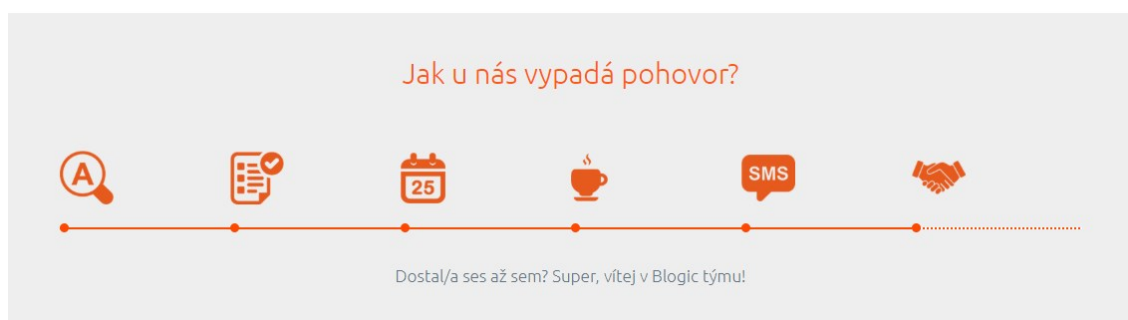 Jak u nás vypadá pohovor?
A
25
SMS
Dostal/a ses až sem? Super, vítej v Blogic týmu!